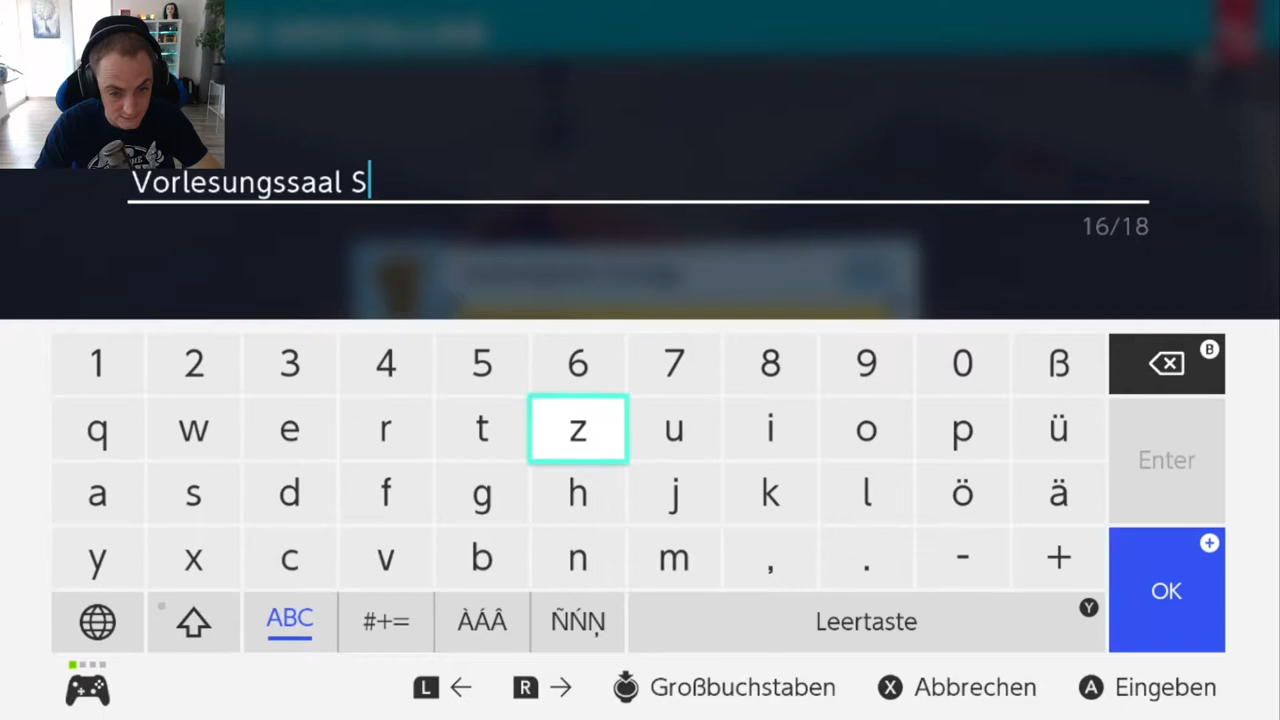 Vorlesungssaal S
16/18
1 2 3 4 5 6 7 8 9 0 ß B
q w e r t z u i o p ü Enter
a s d f g h j k l ö ä
y x c v b n m , . - + OK
ABC #+= ÀÁÂ ÑŃŅ Leertaste Y
L ← R → Großbuchstaben X Abbrechen A Eingeben